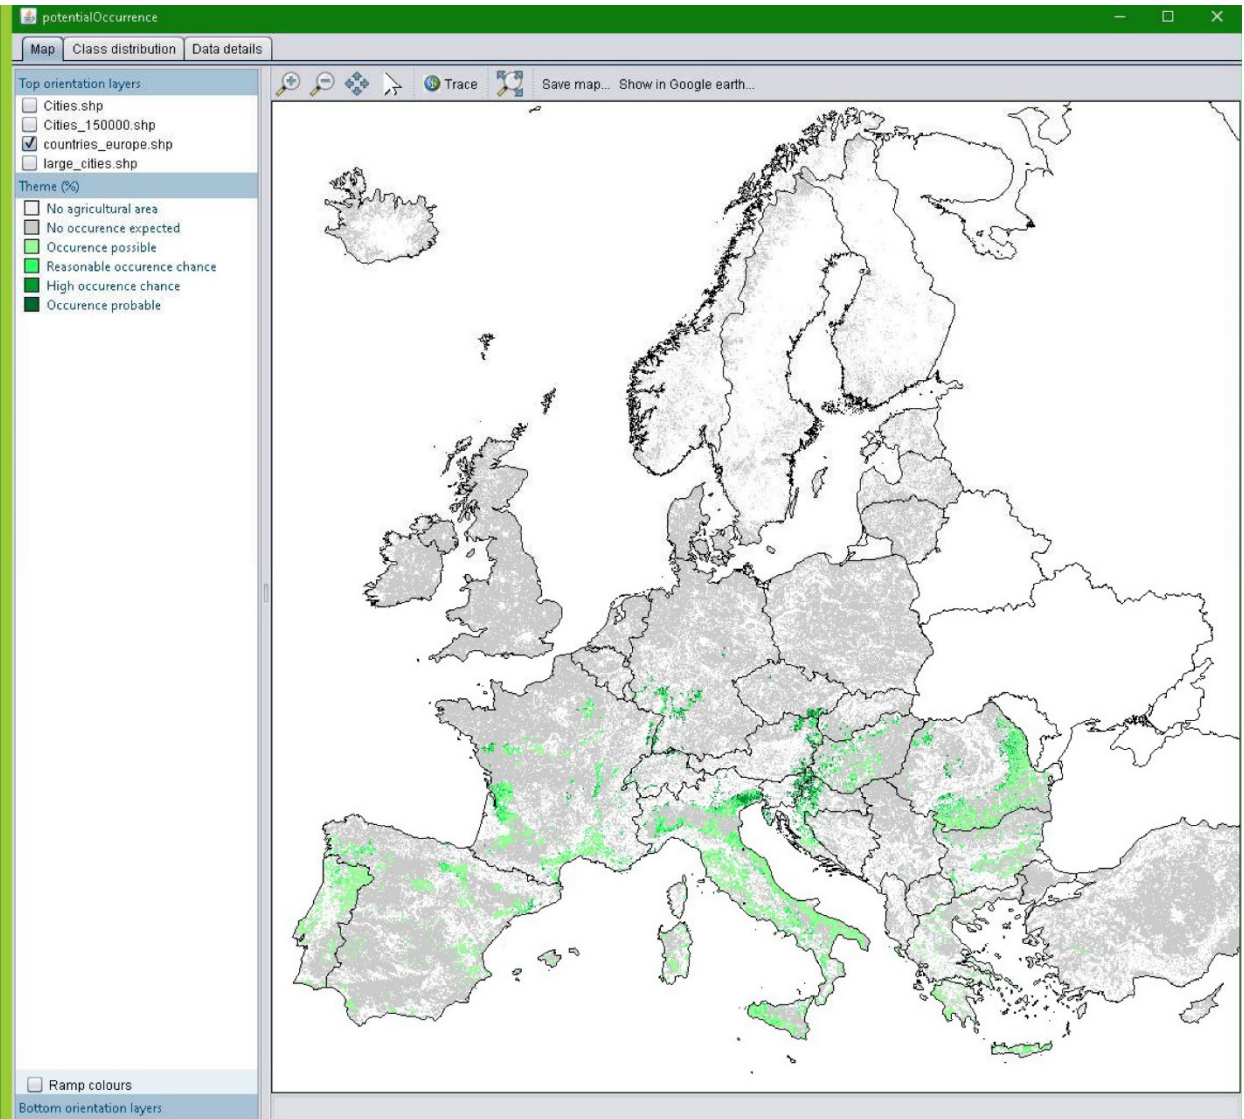 potentialOccurrence
Map Class distribution Data details
Top orientation layers
Cities.shp
Cities_150000.shp
countries_europe.shp
large_cities.shp
Theme (%)
No agricultural area
No occurence expected
Occurence possible
Reasonable occurence chance
High occurence chance
Occurence probable
Trace Save map... Show in Google earth...
Ramp colours
Bottom orientation layers